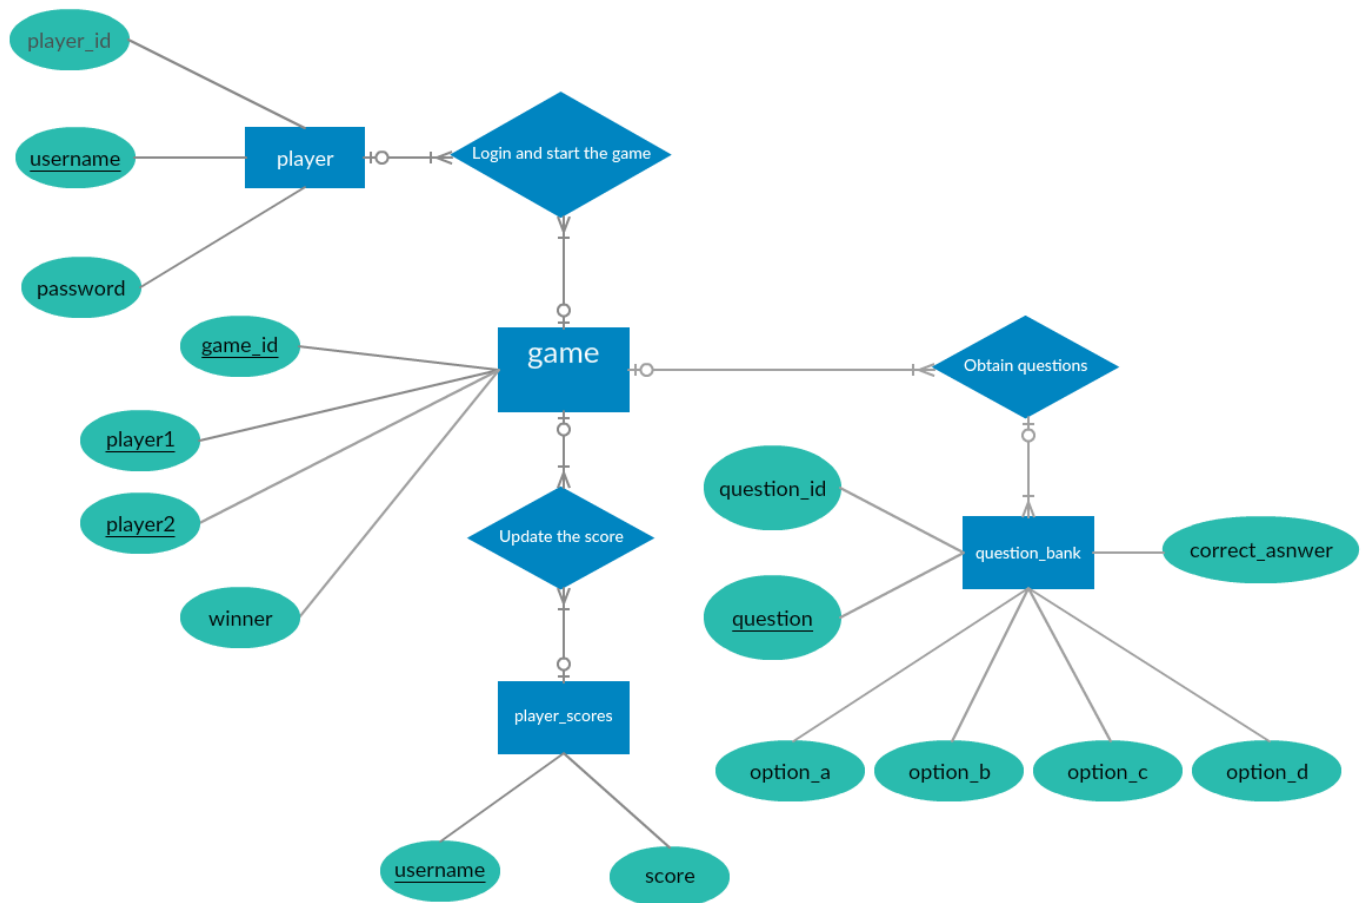 player_id
username
player
Login and start the game
password
game_id
game
player1
player2
winner
Obtain questions
Update the score
question_id
question
question_bank
correct_asnwer
player_scores
option_a
option_b
option_c
option_d
username
score